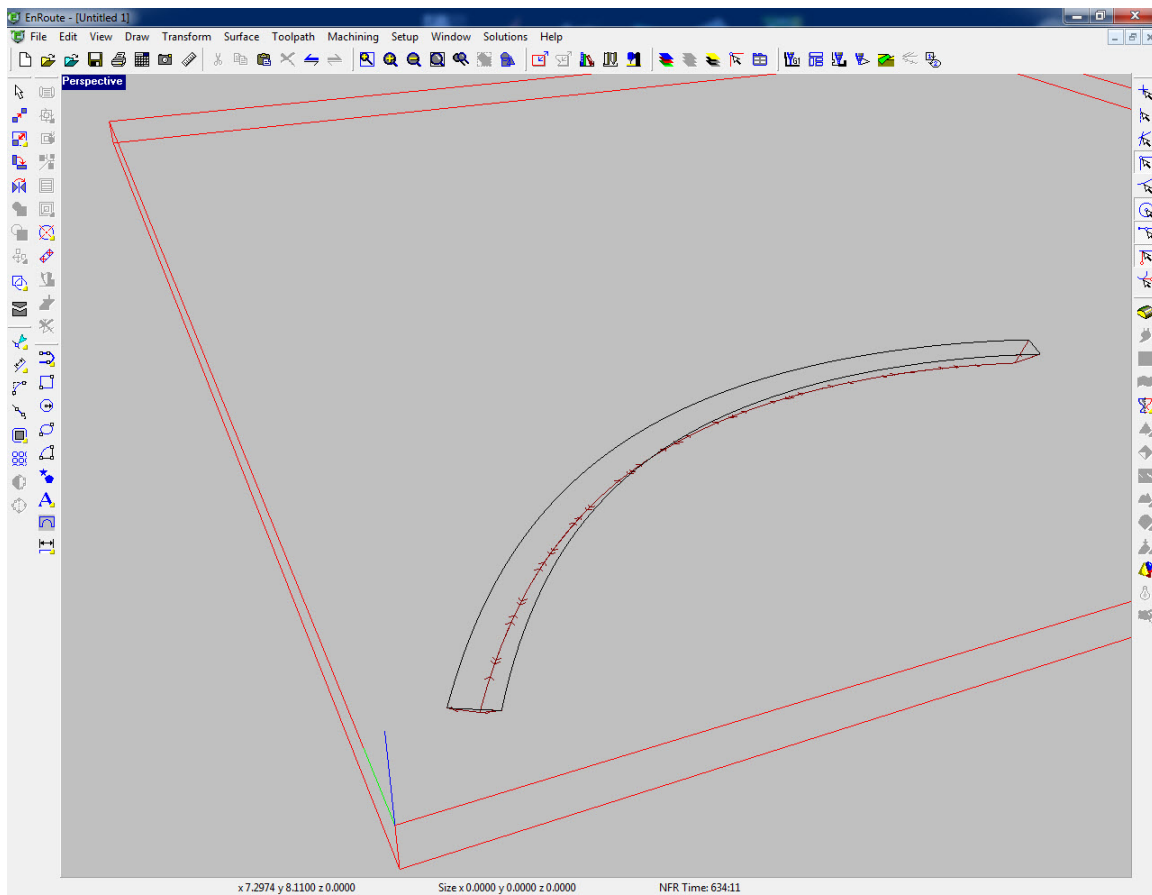 EnRoute - [Untitled 1]
File Edit View Draw Transform Surface Toolpath Machining Setup Window Solutions Help
Perspective
x 7.2974 y 8.1100 z 0.0000 Size x 0.0000 y 0.0000 z 0.0000 NFR Time: 634:11